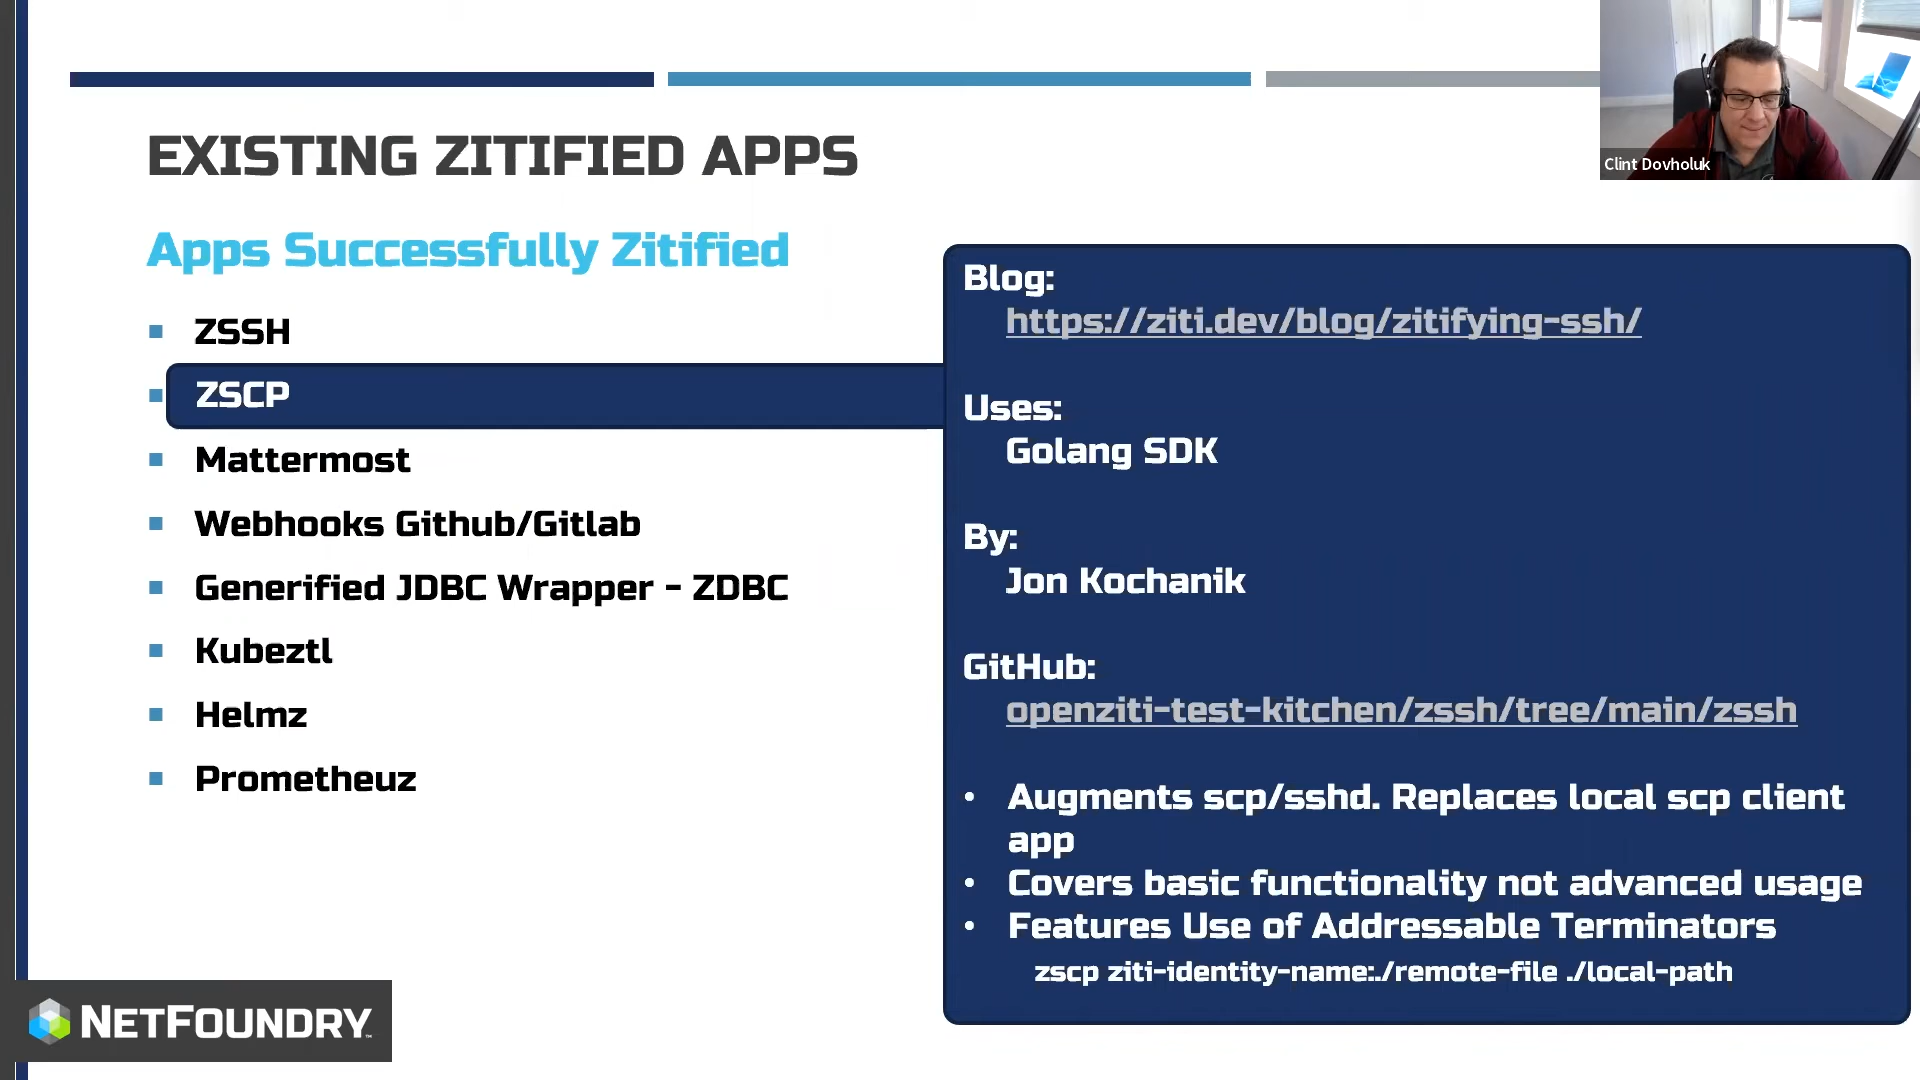 Clint Dovholuk
EXISTING ZITIFIED APPS
Apps Successfully Zitified
ZSSH
ZSCP
Mattermost
Webhooks Github/Gitlab
Generified JDBC Wrapper - ZDBC
Kubeztl
Helmz
Prometheuz
Blog:
https://ziti.dev/blog/zitifying-ssh/
Uses:
Golang SDK
By:
Jon Kochanik
GitHub:
openziti-test-kitchen/zssh/tree/main/zssh
• Augments scp/sshd. Replaces local scp client
app
• Covers basic functionality not advanced usage
• Features Use of Addressable Terminators
zscp ziti-identity-name:./remote-file ./local-path
NETFOUNDRY™